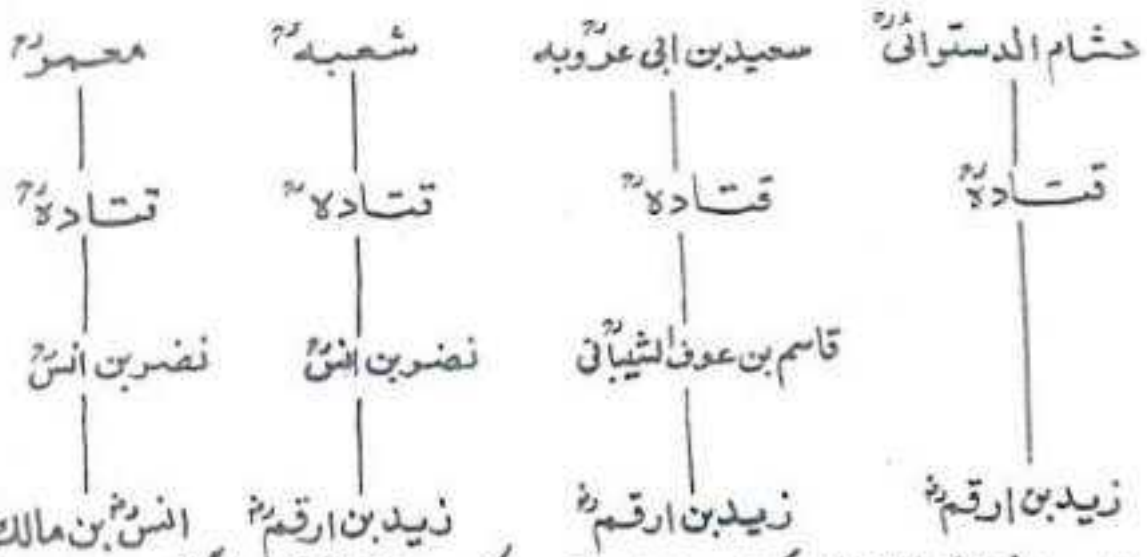 ہشام الدستوائیؒ سعید بن ابی عروبہؒ شعبہؒ معمرؒ
قتادہؒ قتادہؒ قتادہؒ قتادہؒ
قاسم بن عوف الشیبانیؒ نضر بن انسؒ نضر بن انسؒ
زید بن ارقمؓ زید بن ارقمؓ زید بن ارقمؓ انسؓ بن مالک